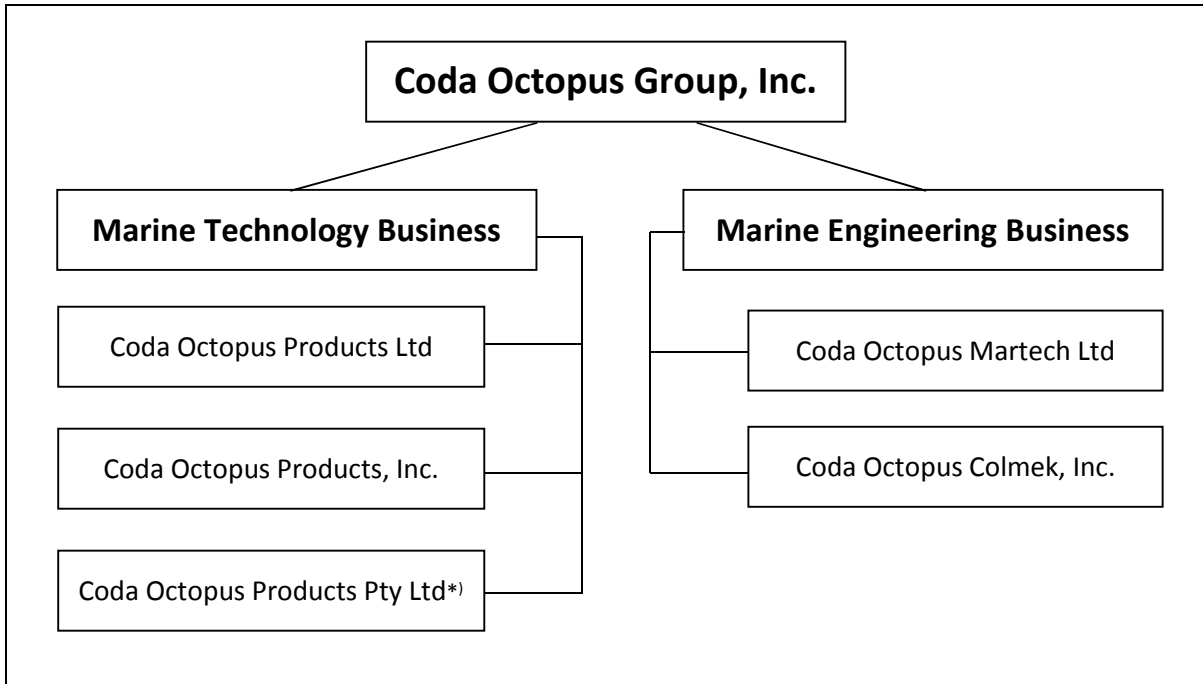 Coda Octopus Group, Inc.
Marine Technology Business
Coda Octopus Products Ltd
Coda Octopus Products, Inc.
Coda Octopus Products Pty Ltd*)
Marine Engineering Business
Coda Octopus Martech Ltd
Coda Octopus Colmek, Inc.